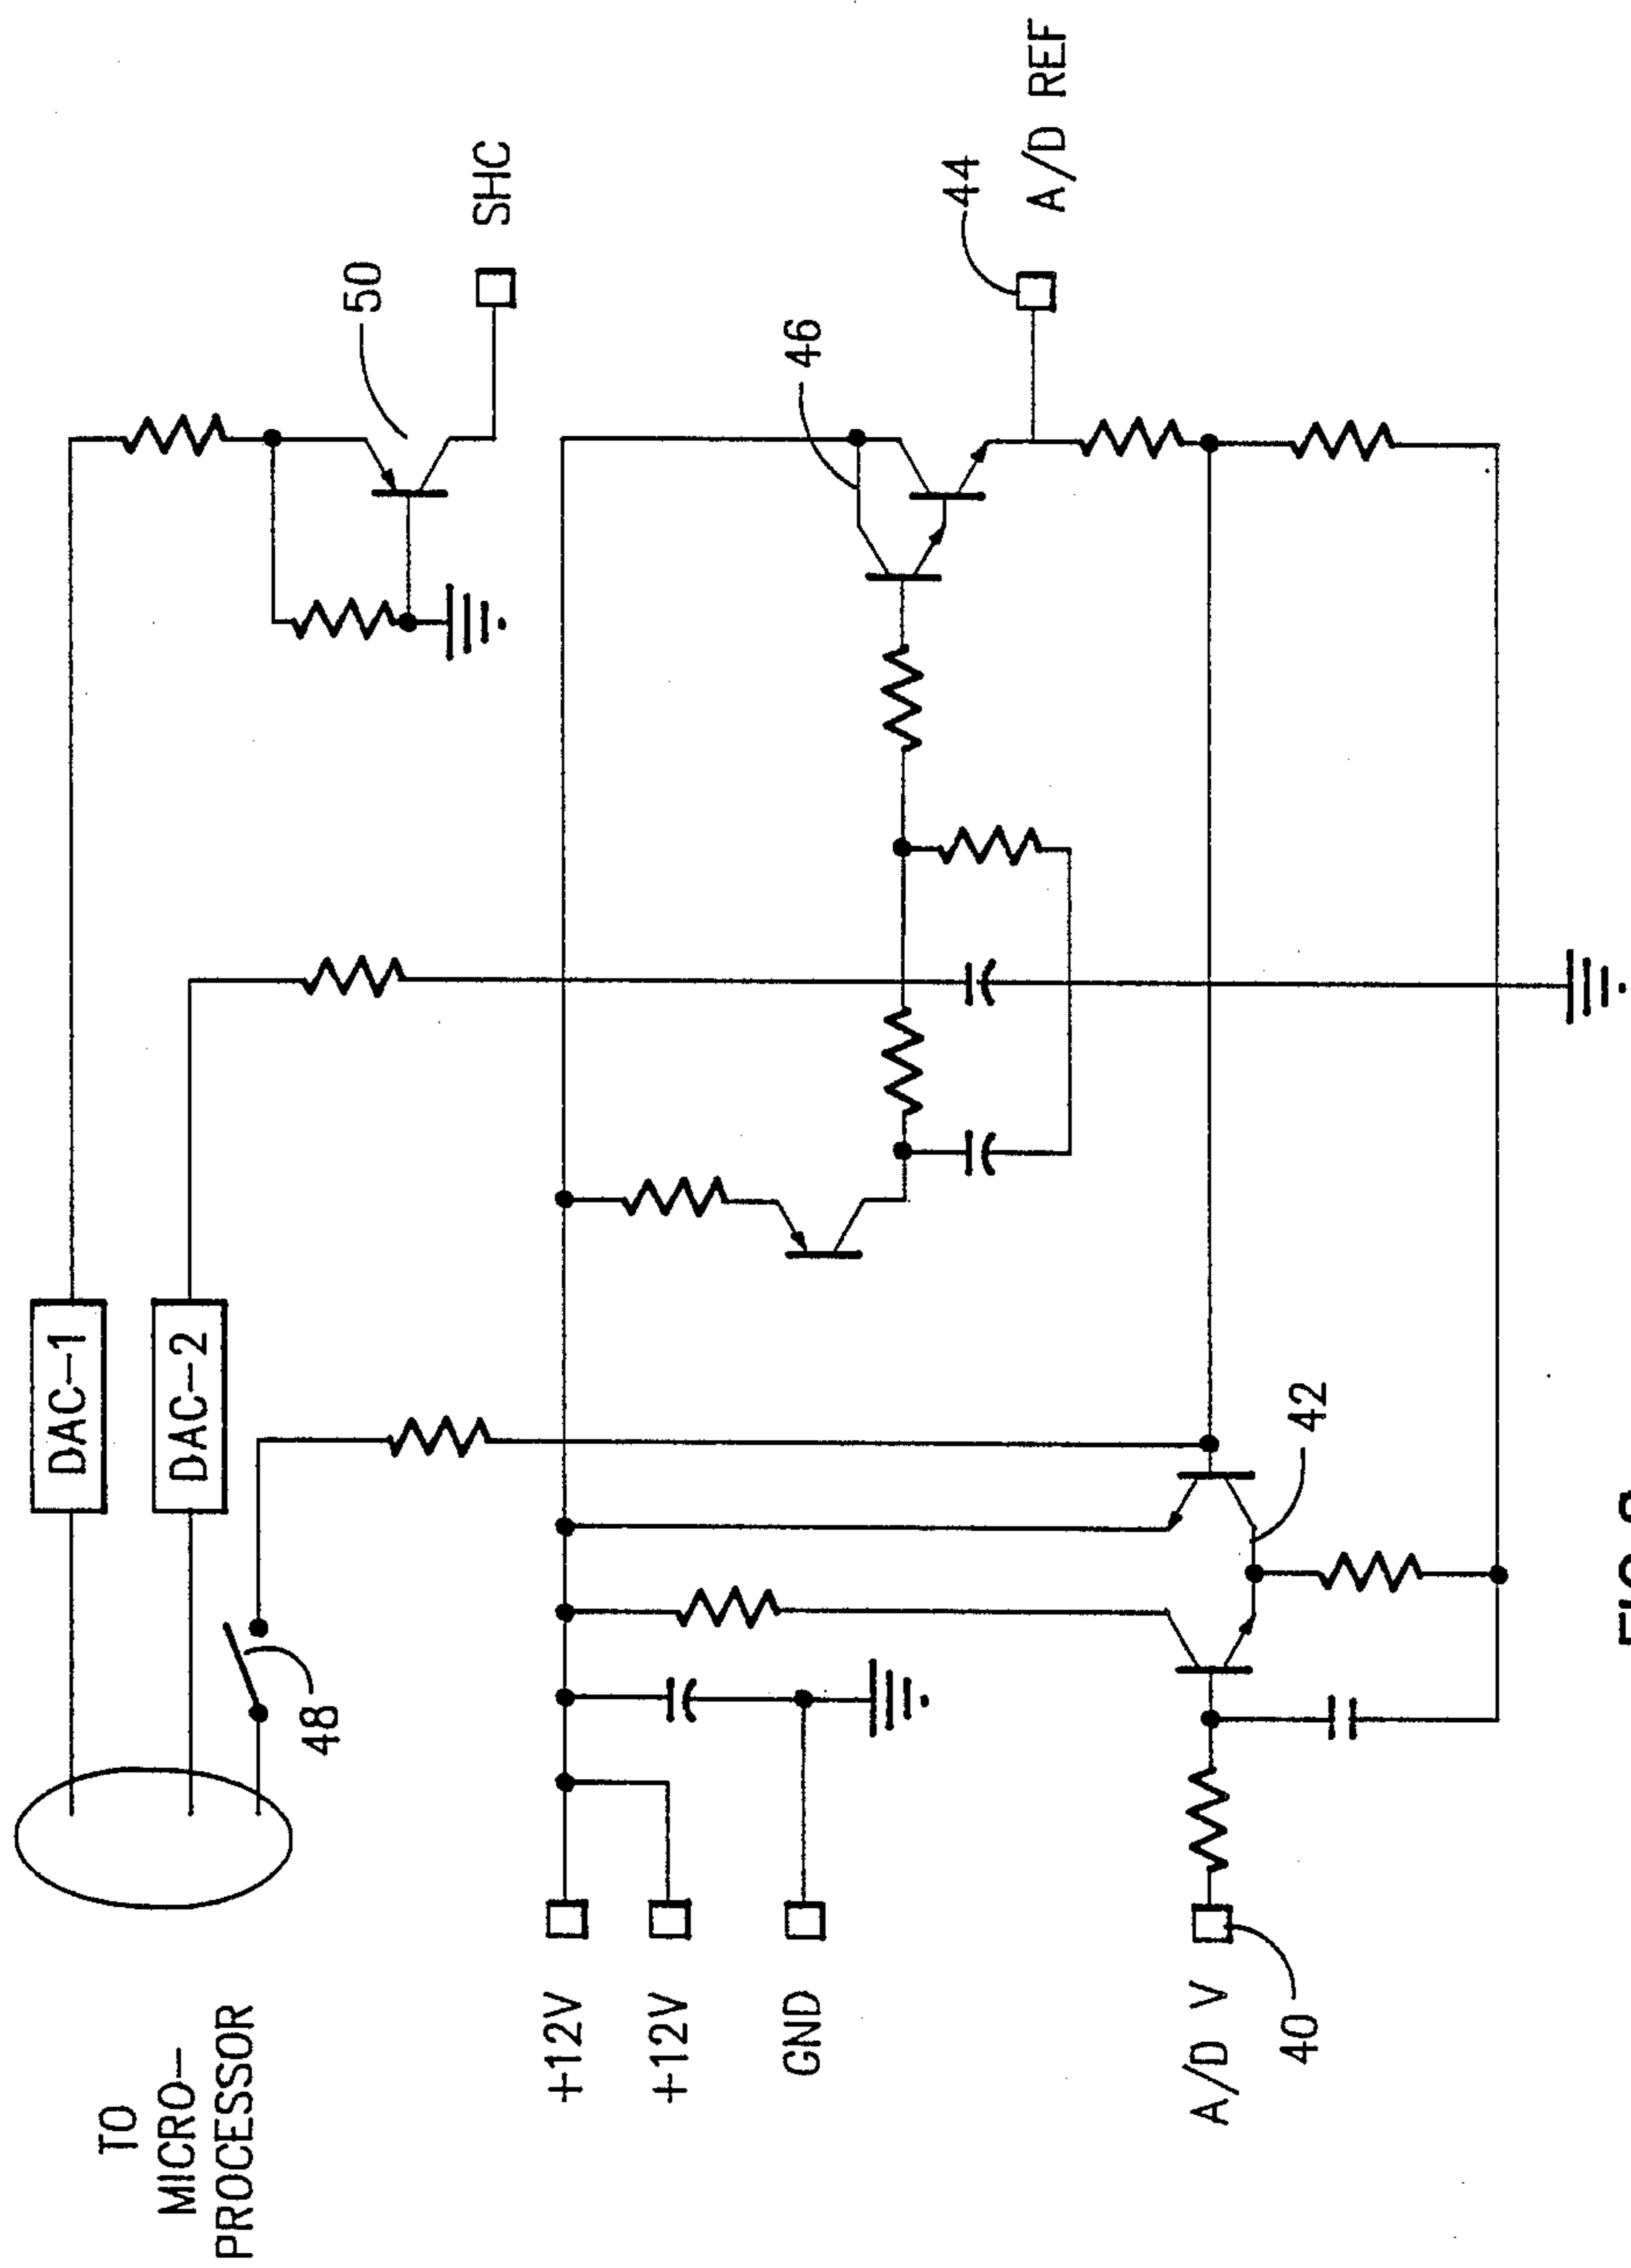 TO
MICRO-
PROCESSOR
DAC-1
DAC-2
48
50
SHC
+12V
+12V
GND
46
44
A/D REF
A/D V
40
42